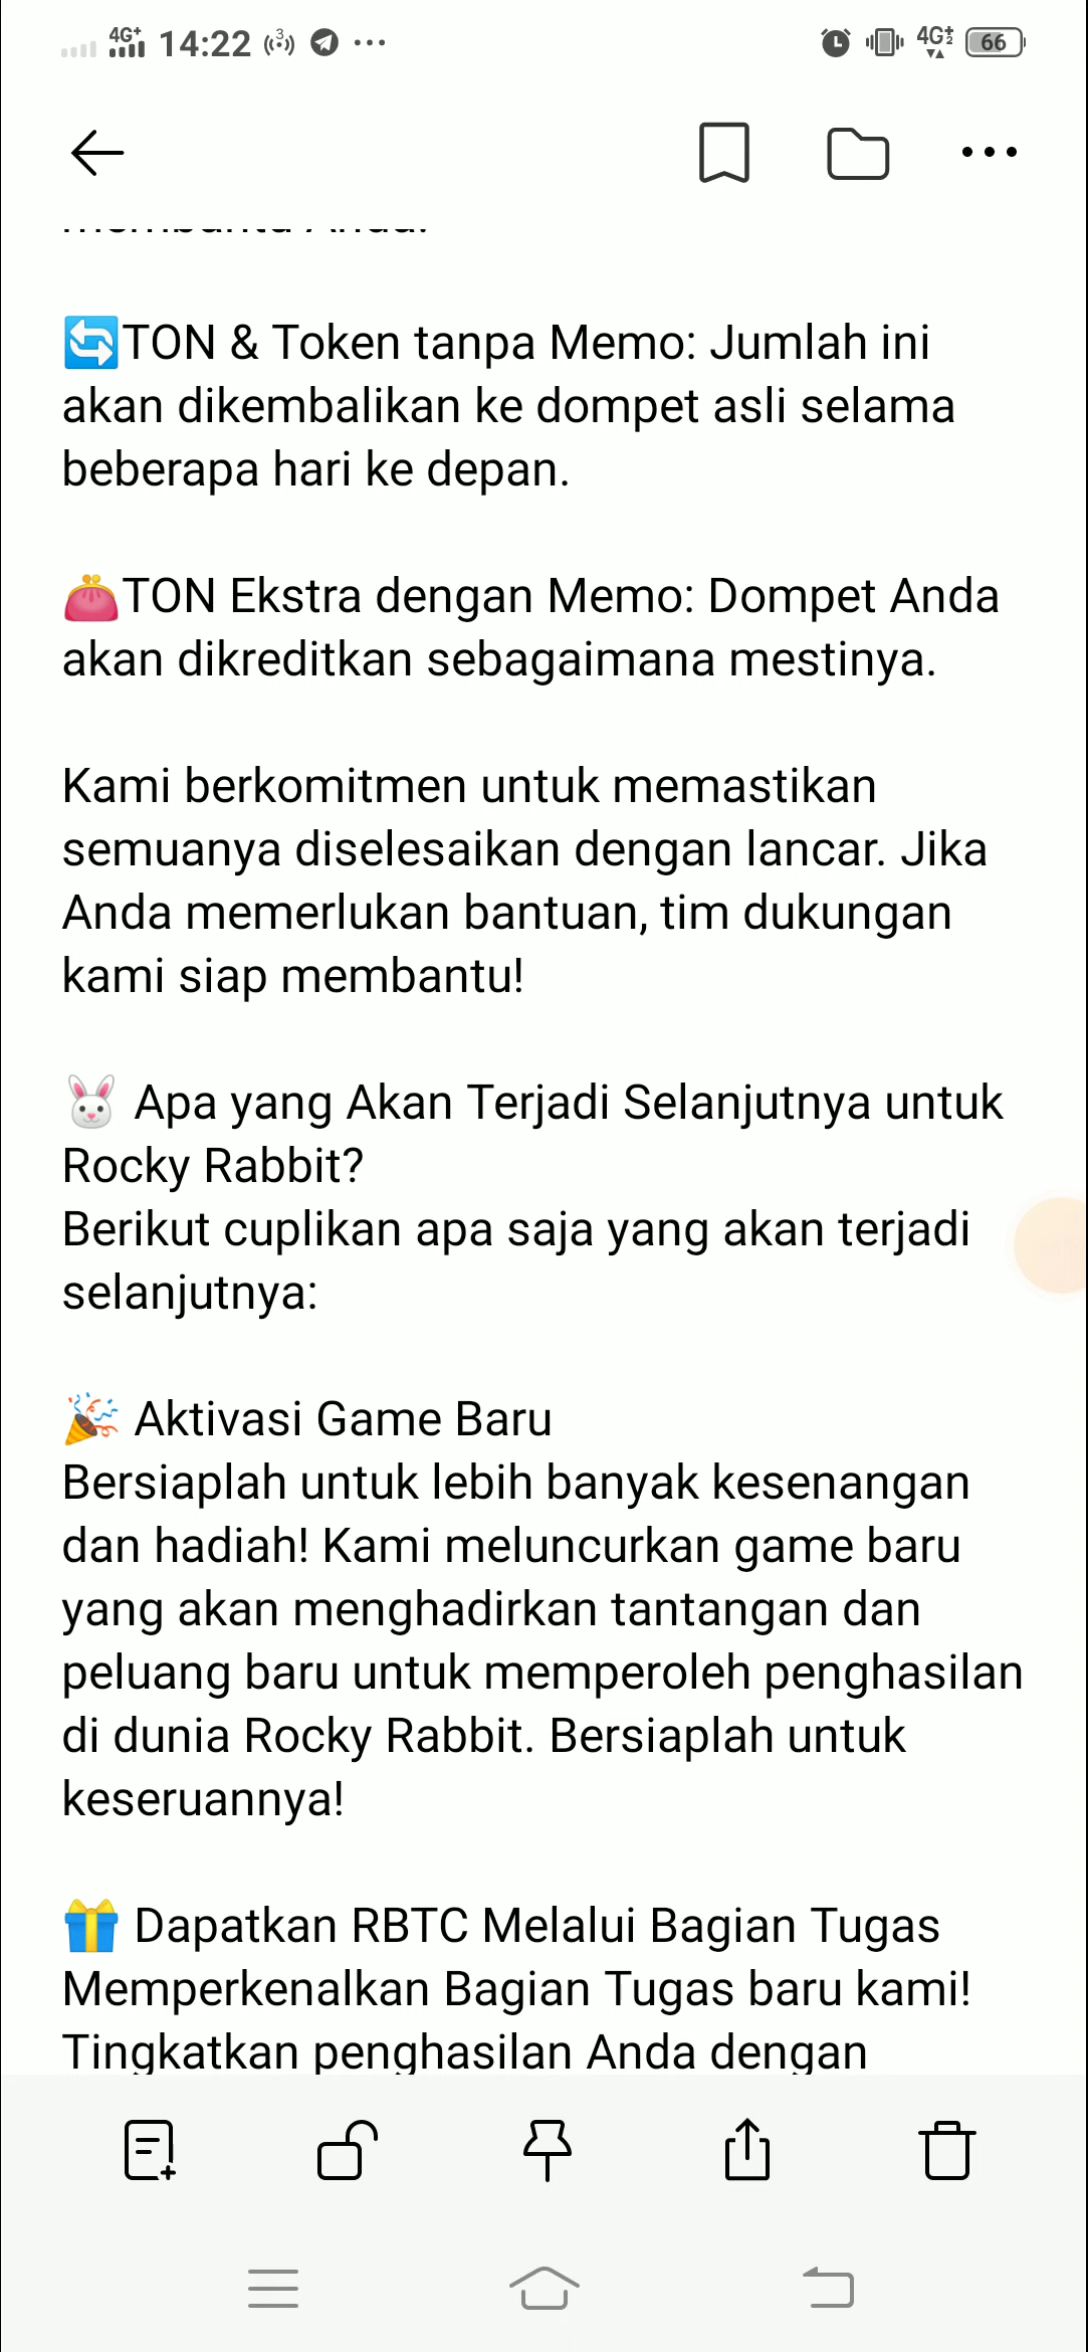 4G+ 14:22 3 4G 66
🔄TON & Token tanpa Memo: Jumlah ini
akan dikembalikan ke dompet asli selama
beberapa hari ke depan.
👛TON Ekstra dengan Memo: Dompet Anda
akan dikreditkan sebagaimana mestinya.
Kami berkomitmen untuk memastikan
semuanya diselesaikan dengan lancar. Jika
Anda memerlukan bantuan, tim dukungan
kami siap membantu!
🐰 Apa yang Akan Terjadi Selanjutnya untuk
Rocky Rabbit?
Berikut cuplikan apa saja yang akan terjadi
selanjutnya:
🎉 Aktivasi Game Baru
Bersiaplah untuk lebih banyak kesenangan
dan hadiah! Kami meluncurkan game baru
yang akan menghadirkan tantangan dan
peluang baru untuk memperoleh penghasilan
di dunia Rocky Rabbit. Bersiaplah untuk
keseruannya!
🎁 Dapatkan RBTC Melalui Bagian Tugas
Memperkenalkan Bagian Tugas baru kami!
Tingkatkan penghasilan Anda dengan